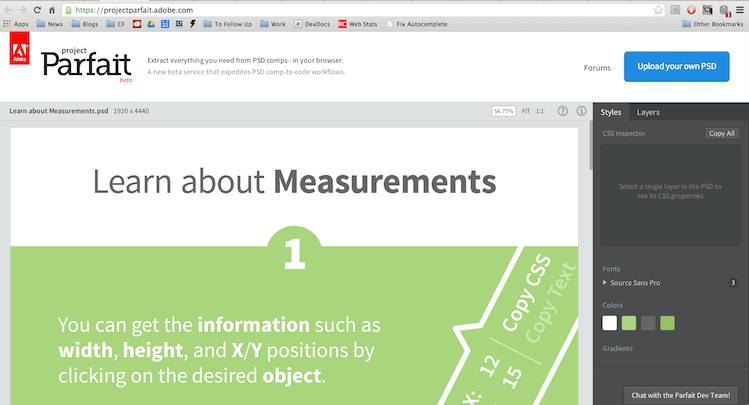 https://projectparfait.adobe.com
Apps News Blogs CF To Follow Up Work DevDocs Web Stats Fix Autocomplete Other Bookmarks
Adobe
project
Parfait
beta
Extract everything you need from PSD comps - in your browser.
A new beta service that expedites PSD comp-to-code workflows.
Forums
Upload your own PSD
Learn about Measurements.psd 1920 x 4440 56.77% FIT 1:1
Styles Layers
CSS Inspector Copy All
Select a single layer in the PSD to
see its CSS properties
Learn about Measurements
1
You can get the information such as
width, height, and X/Y positions by
clicking on the desired object.
Copy CSS
Copy Text
X: 12
15
Fonts
Source Sans Pro 3
Colors
Gradients
Chat with the Parfait Dev Team!